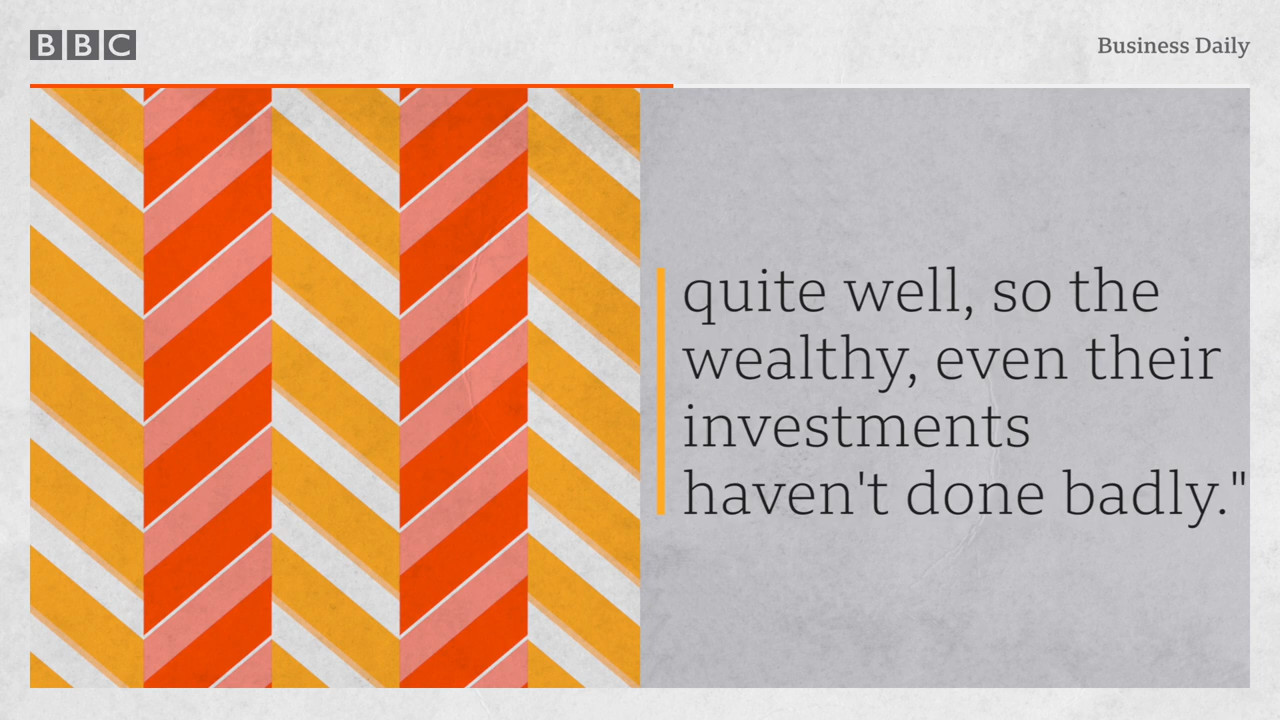 BBC
Business Daily
quite well, so the
wealthy, even their
investments
haven't done badly."